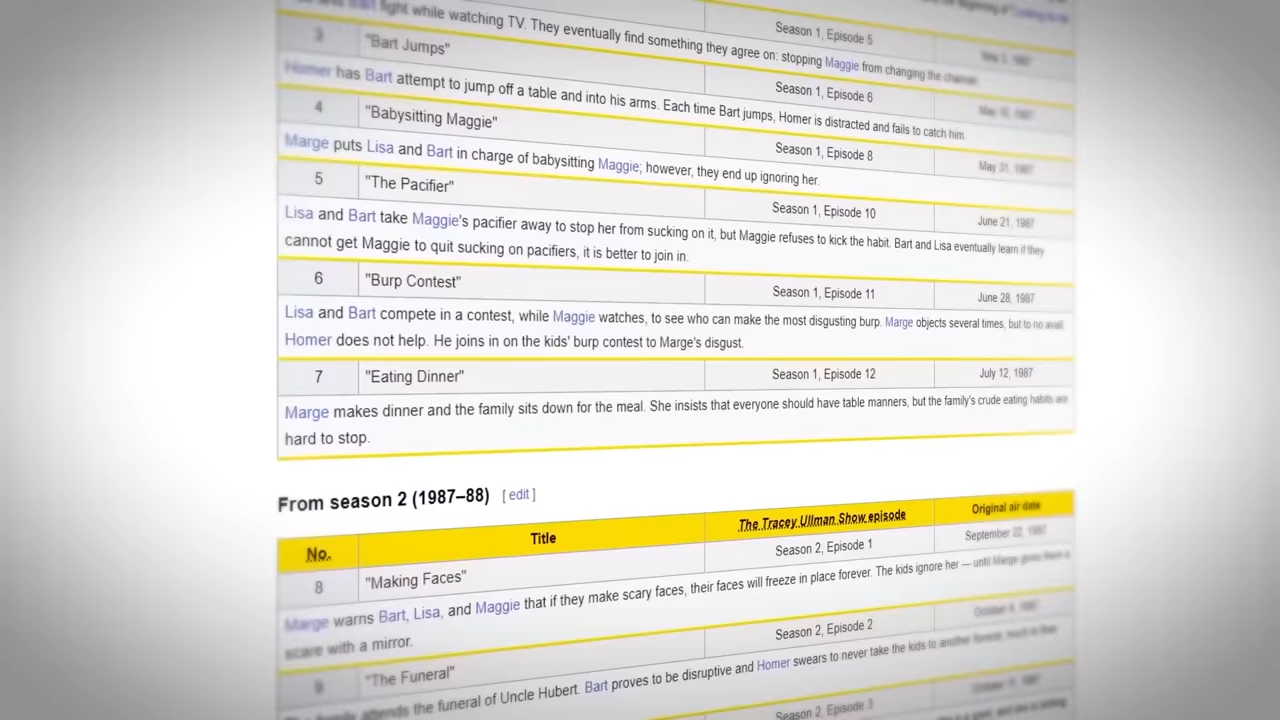 fight while watching TV. They eventually find something they agree on: stopping Maggie from changing the channel.
Season 1, Episode 5
3 "Bart Jumps" Season 1, Episode 6
Homer has Bart attempt to jump off a table and into his arms. Each time Bart jumps, Homer is distracted and fails to catch him.
4 "Babysitting Maggie" Season 1, Episode 8 May 31, 1987
Marge puts Lisa and Bart in charge of babysitting Maggie; however, they end up ignoring her.
5 "The Pacifier" Season 1, Episode 10 June 21, 1987
Lisa and Bart take Maggie's pacifier away to stop her from sucking on it, but Maggie refuses to kick the habit. Bart and Lisa eventually learn if they
cannot get Maggie to quit sucking on pacifiers, it is better to join in.
6 "Burp Contest" Season 1, Episode 11 June 28, 1987
Lisa and Bart compete in a contest, while Maggie watches, to see who can make the most disgusting burp. Marge objects several times, but to no avail.
Homer does not help. He joins in on the kids' burp contest to Marge's disgust.
7 "Eating Dinner" Season 1, Episode 12 July 12, 1987
Marge makes dinner and the family sits down for the meal. She insists that everyone should have table manners, but the family's crude eating habits are
hard to stop.
From season 2 (1987–88) [ edit ]
No. Title The Tracey Ullman Show episode Original air date
8 "Making Faces" Season 2, Episode 1 September 22, 1987
Marge warns Bart, Lisa, and Maggie that if they make scary faces, their faces will freeze in place forever. The kids ignore her — until Marge gives them a
scare with a mirror.
9 "The Funeral" Season 2, Episode 2
attends the funeral of Uncle Hubert. Bart proves to be disruptive and Homer swears to never take the kids to another funeral,
Season 2, Episode 3